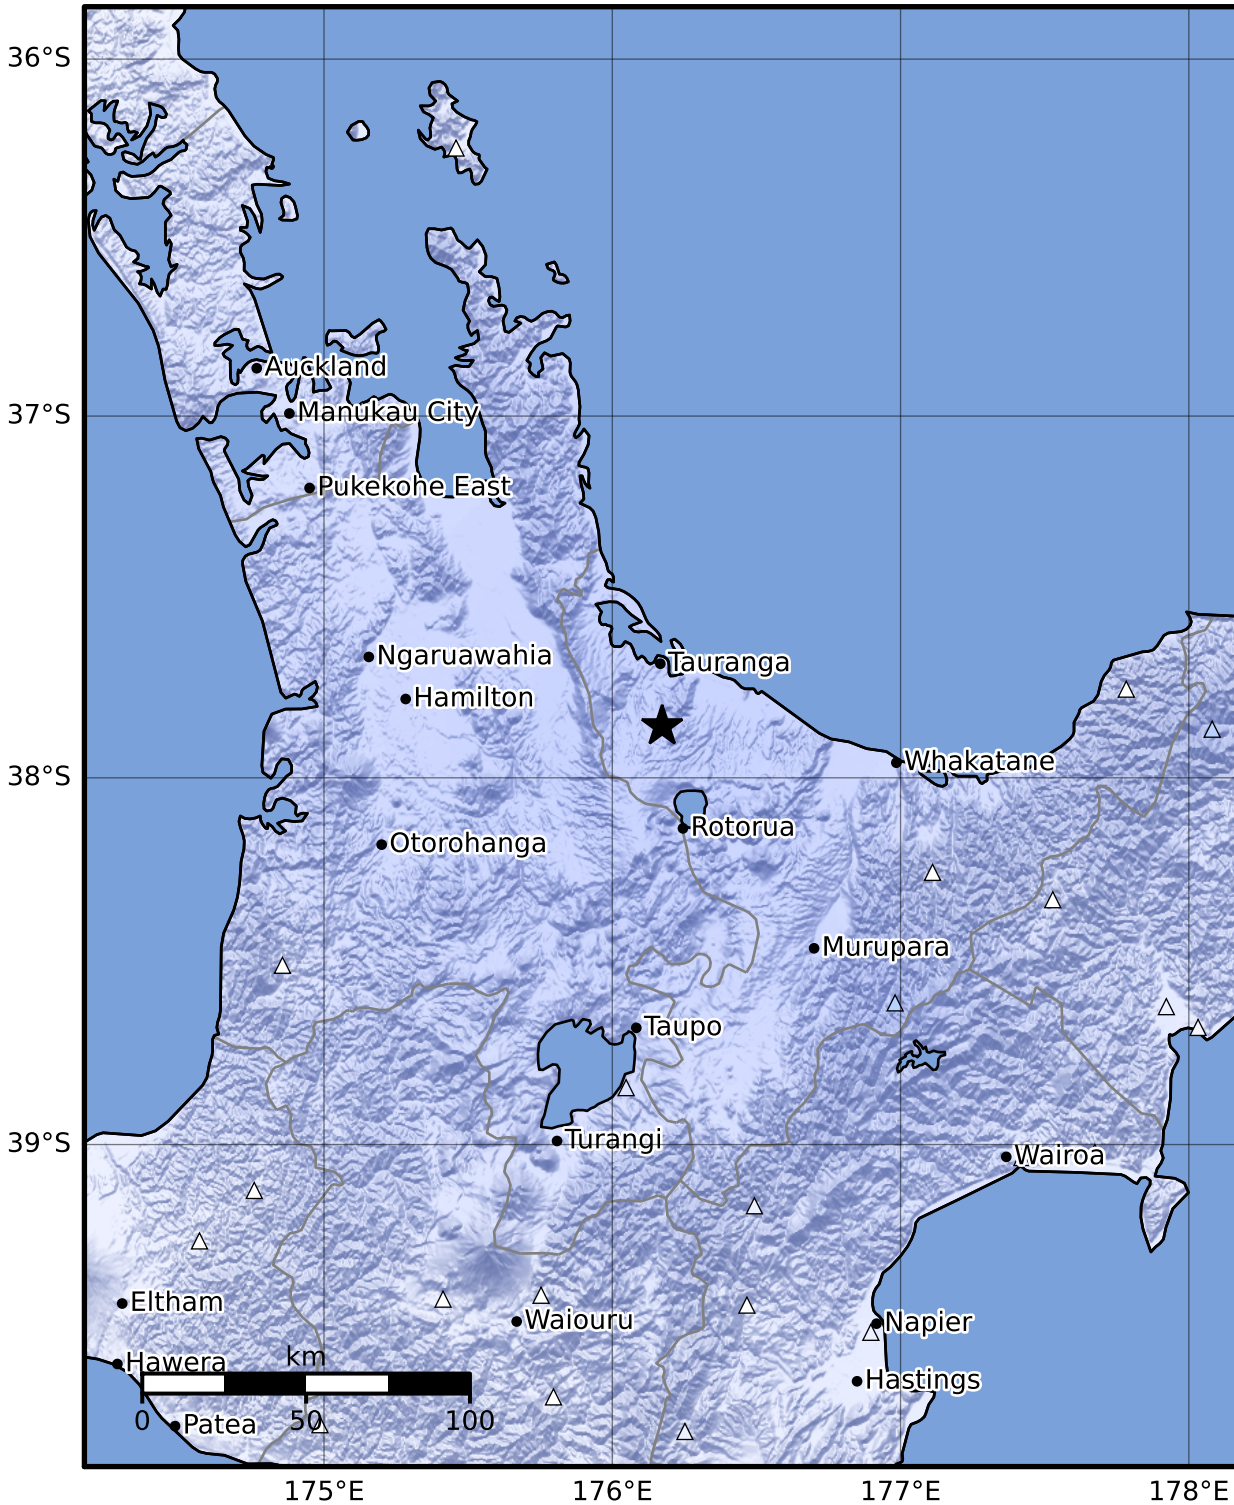 36°S
Auckland
Manukau City
37°S
Pukekohe East
Ngaruawahia
Tauranga
Hamilton
Whakatane
38°S
Rotorua
Otorohanga
Murupara
Taupo
Turangi
39°S
Wairoa
Eltham
Waiouru
Napier
km
Hawera
Hastings
0
50
100
Patea
175°E
176°E
177°E
178°E